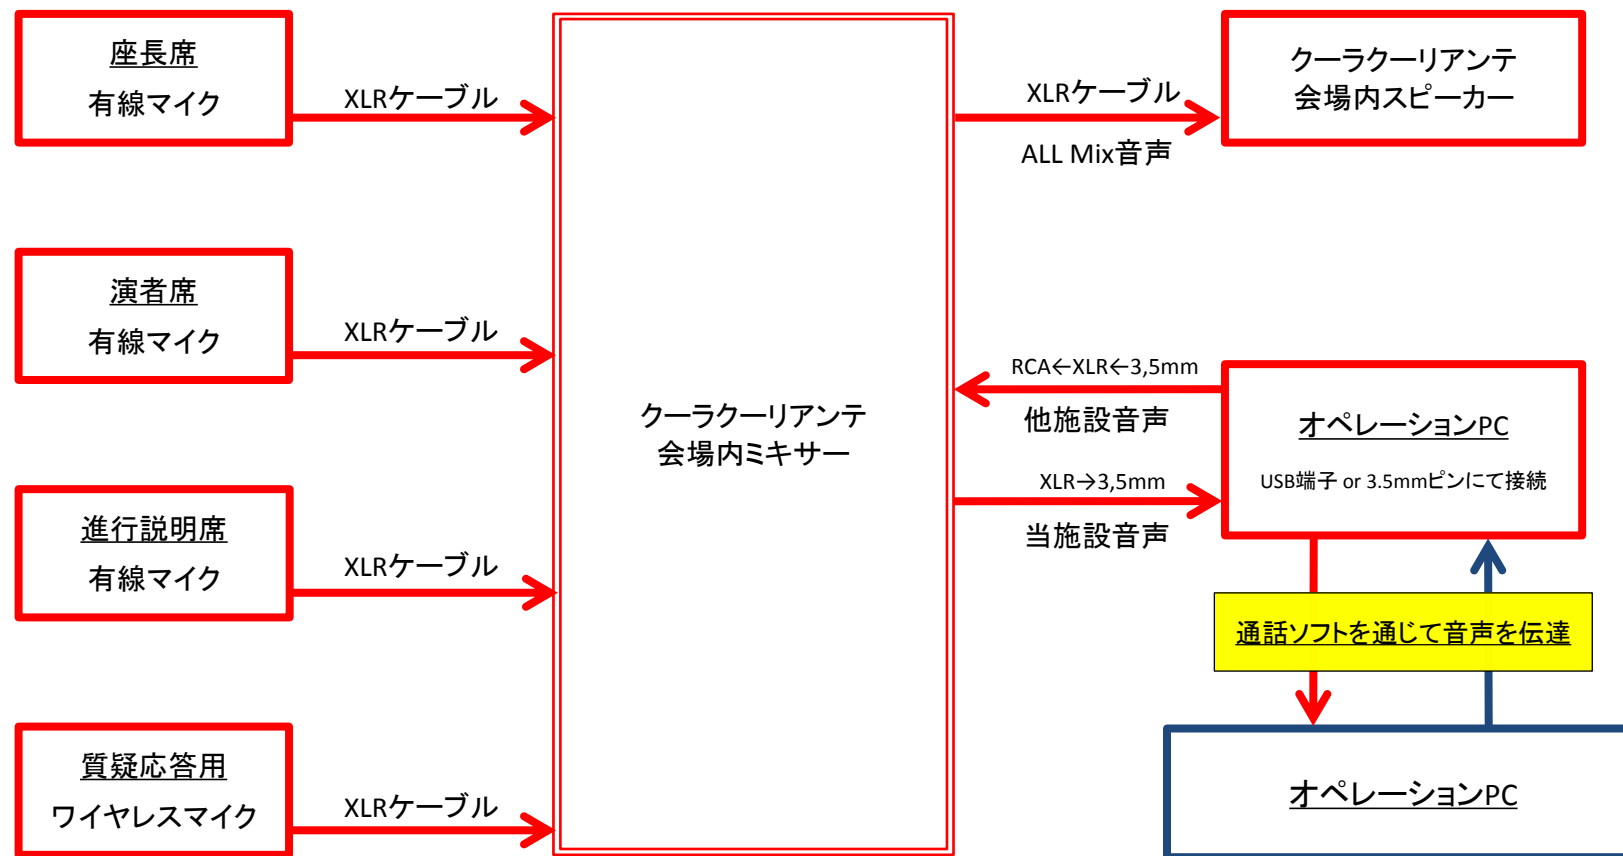 座長席
有線マイク
XLRケーブル
演者席
有線マイク
XLRケーブル
進行説明席
有線マイク
XLRケーブル
質疑応答用
ワイヤレスマイク
XLRケーブル
クーラクーリアンテ
会場内ミキサー
XLRケーブル
ALL Mix音声
クーラクーリアンテ
会場内スピーカー
RCA←XLR←3,5mm
他施設音声
XLR→3,5mm
当施設音声
オペレーションPC
USB端子 or 3.5mmピンにて接続
通話ソフトを通じて音声を伝達
オペレーションPC